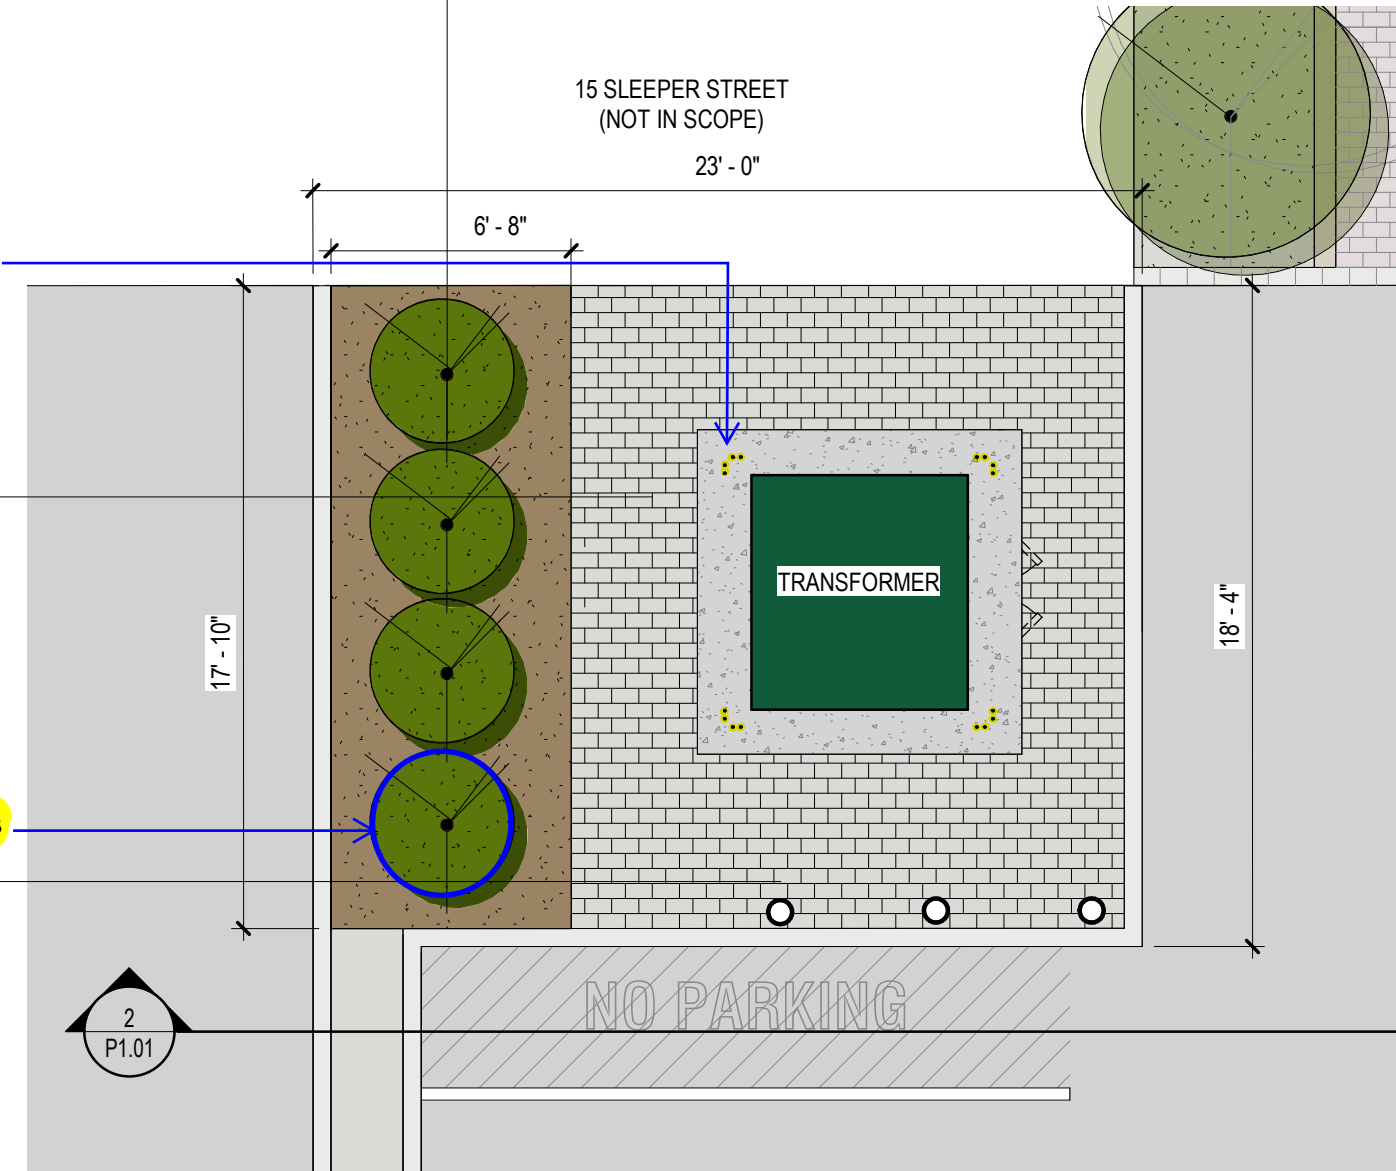 15 SLEEPER STREET
(NOT IN SCOPE)
23' - 0"
6' - 8"
TRANSFORMER
17' - 10"
18' - 4"
NO PARKING
2
P1.01